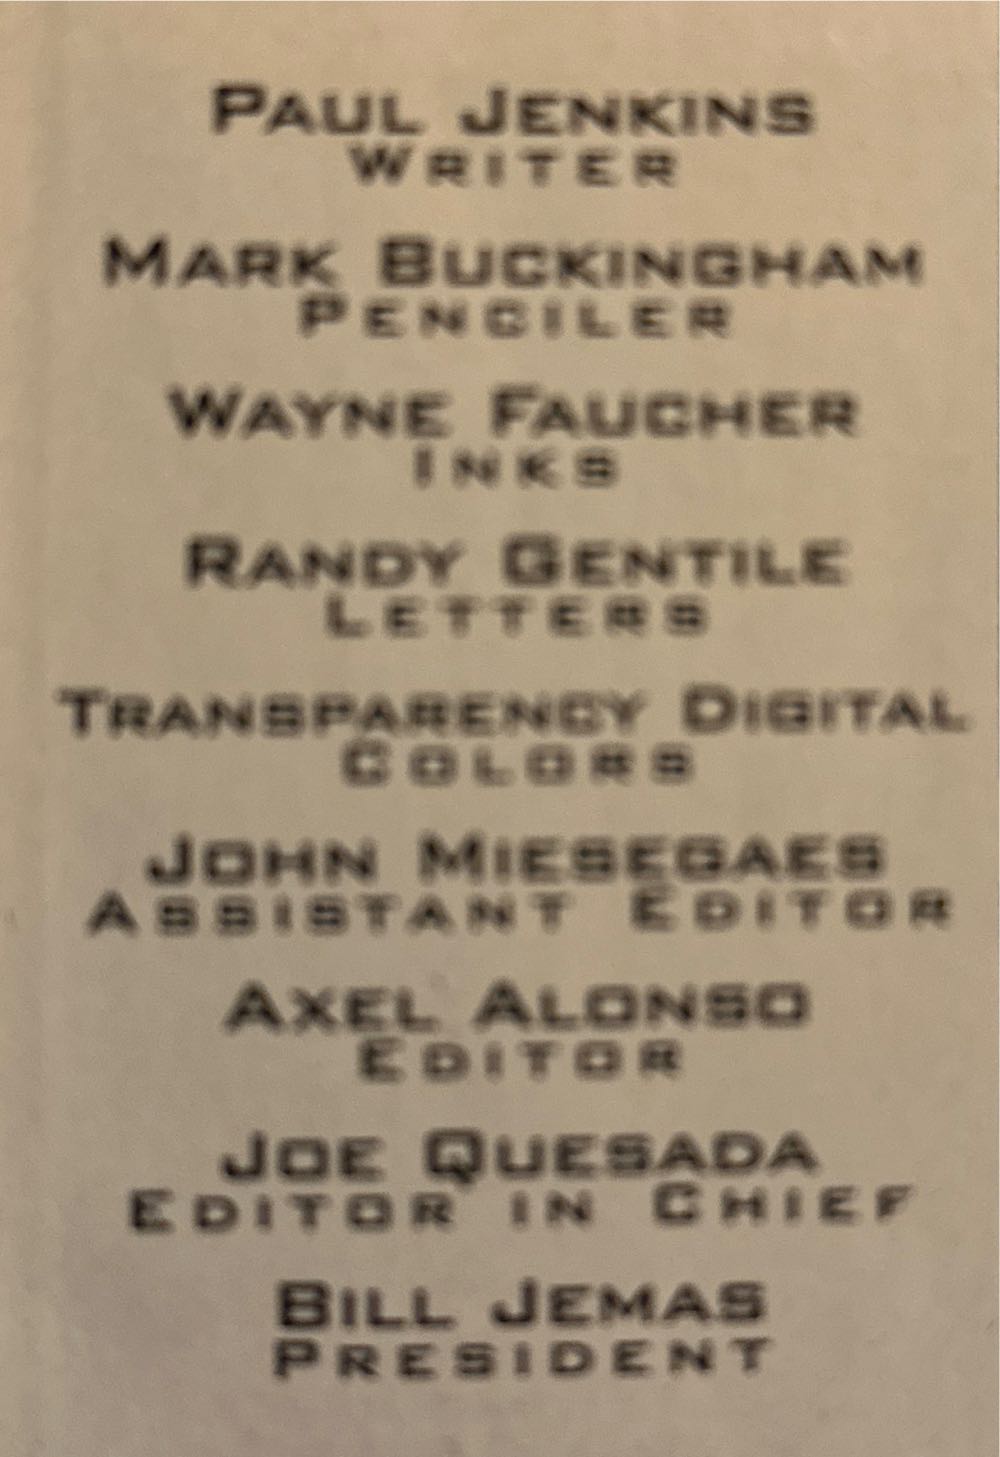 Paul Jenkins
Writer
Mark Buckingham
Penciler
Wayne Faucher
Inks
Randy Gentile
Letters
Transparency Digital
Colors
John Miesegaes
Assistant Editor
Axel Alonso
Editor
Joe Quesada
Editor in Chief
Bill Jemas
President